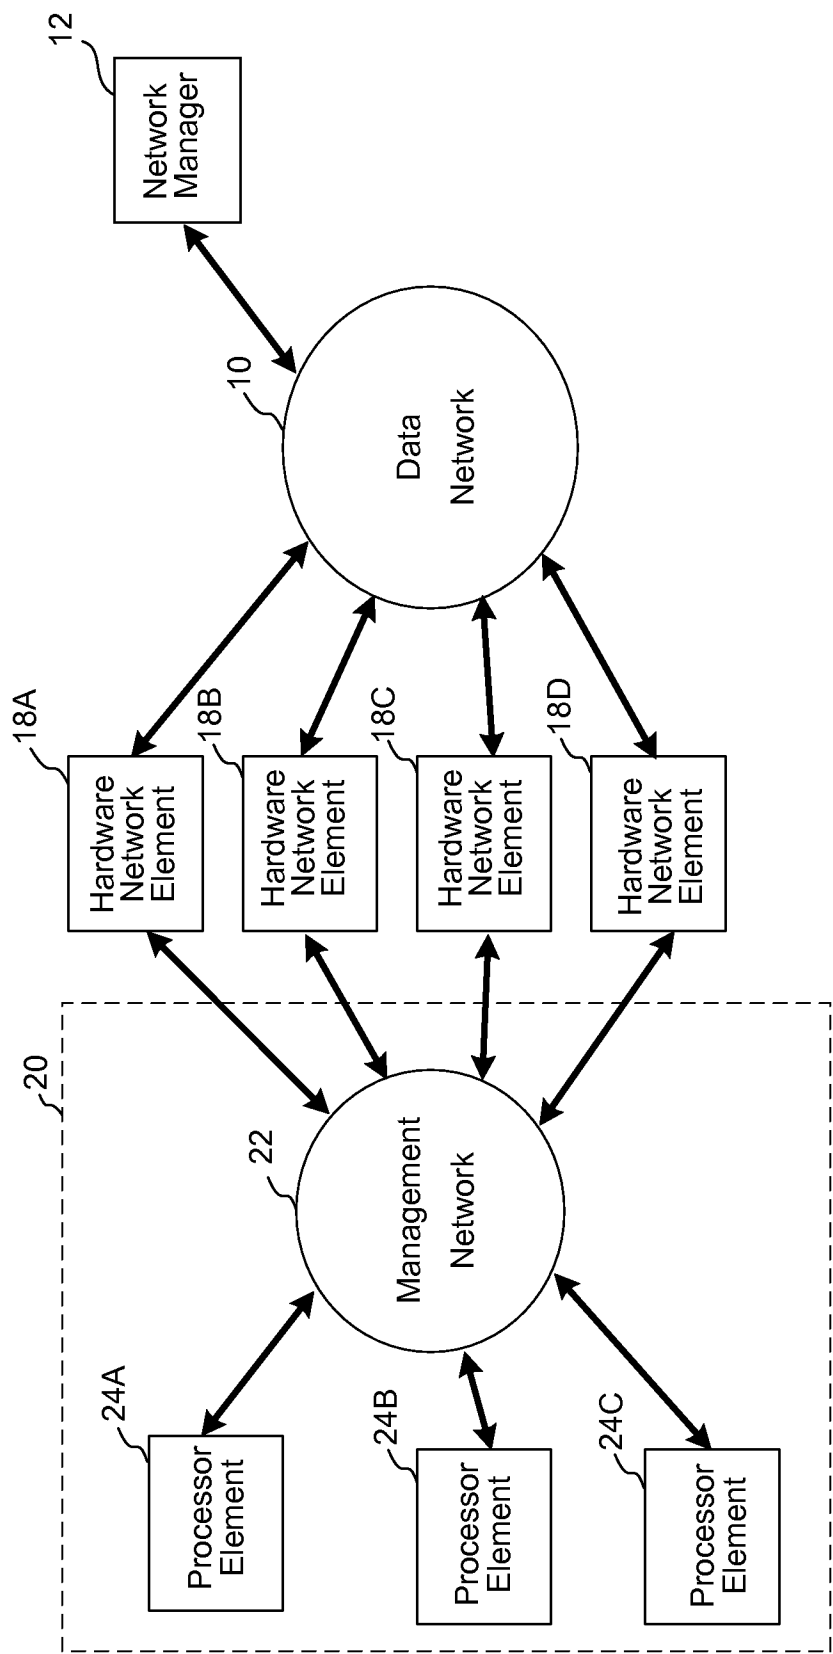 20
24A
Processor
Element
24B
Processor
Element
24C
Processor
Element
22
Management
Network
18A
Hardware
Network
Element
18B
Hardware
Network
Element
18C
Hardware
Network
Element
18D
Hardware
Network
Element
10
Data
Network
12
Network
Manager